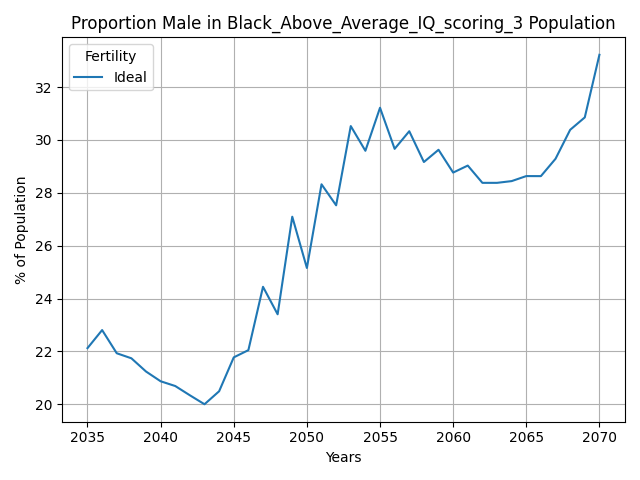 Proportion Male in Black_Above_Average_IQ_scoring_3 Population
Fertility
Ideal
% of Population
32
30
28
26
24
22
20
2035 2040 2045 2050 2055 2060 2065 2070
Years